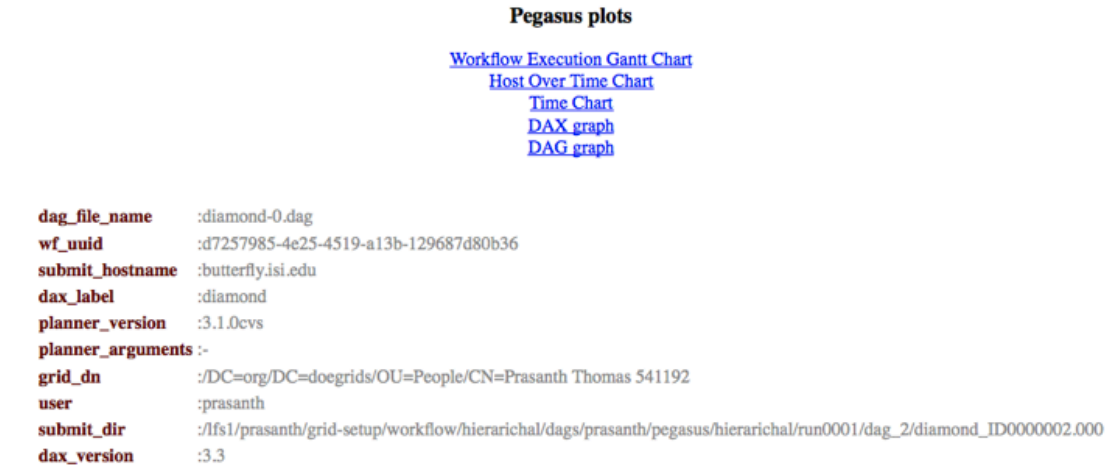 Pegasus plots
Workflow Execution Gantt Chart
Host Over Time Chart
Time Chart
DAX graph
DAG graph
dag_file_name :diamond-0.dag
wf_uuid :d7257985-4e25-4519-a13b-129687d80b36
submit_hostname :butterfly.isi.edu
dax_label :diamond
planner_version :3.1.0cvs
planner_arguments :-
grid_dn :/DC=org/DC=doegrids/OU=People/CN=Prasanth Thomas 541192
user :prasanth
submit_dir :/lfs1/prasanth/grid-setup/workflow/hierarichal/dags/prasanth/pegasus/hierarichal/run0001/dag_2/diamond_ID0000002.000
dax_version :3.3